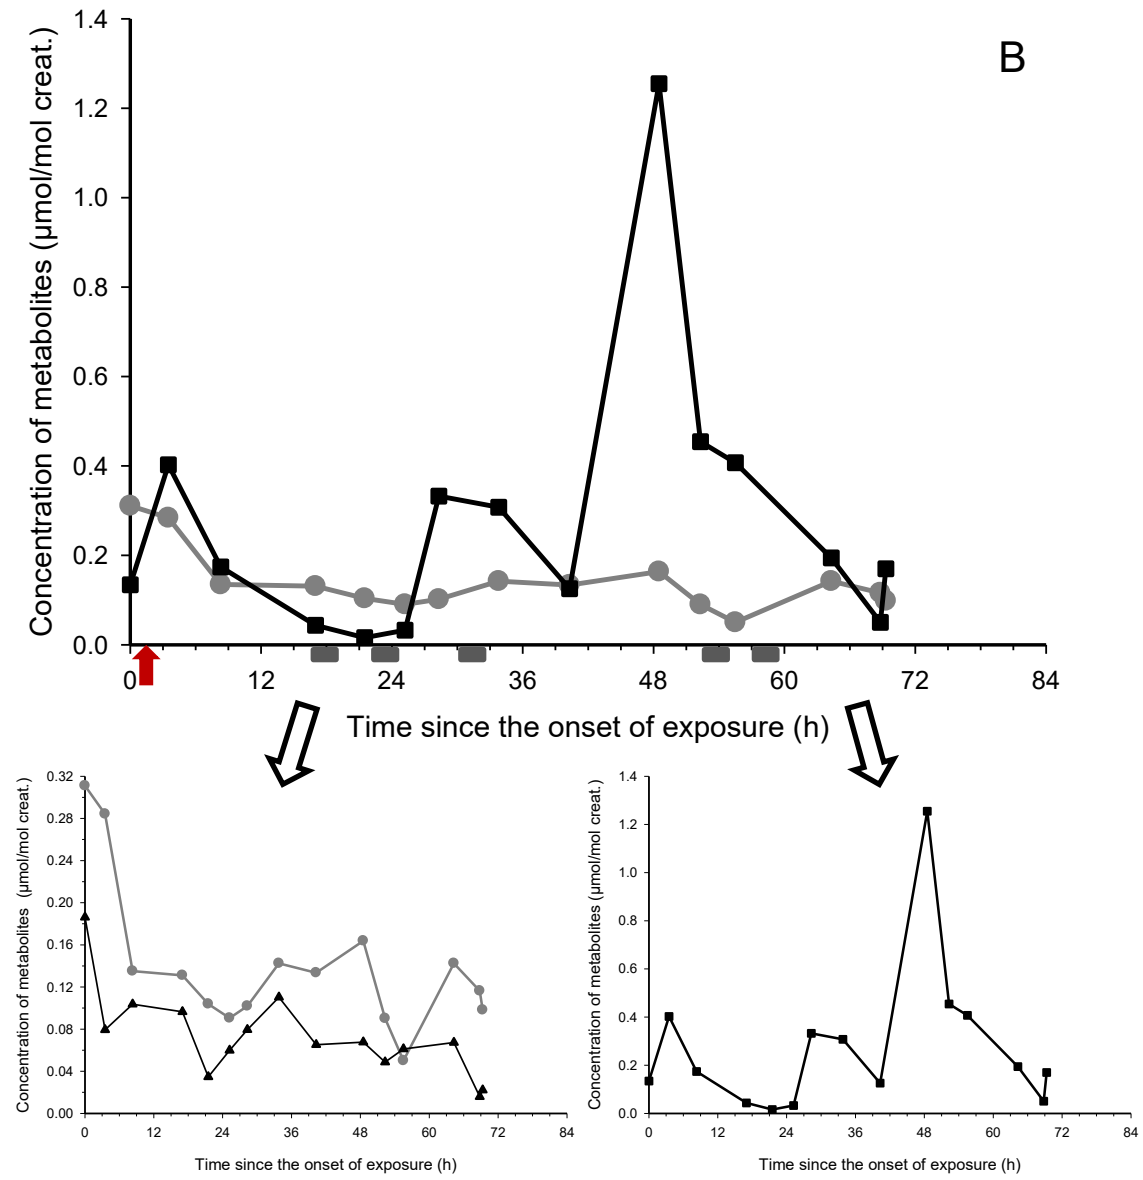 B
Concentration of metabolites (µmol/mol creat.)
1.4
1.2
1.0
0.8
0.6
0.4
0.2
0.0
0 12 24 36 48 60 72 84
Time since the onset of exposure (h)
Concentration of metabolites (µmol/mol creat.)
0.32
0.28
0.24
0.20
0.16
0.12
0.08
0.04
0.00
0 12 24 36 48 60 72 84
Time since the onset of exposure (h)
Concentration of metabolites (µmol/mol creat.)
1.4
1.2
1.0
0.8
0.6
0.4
0.2
0.0
0 12 24 36 48 60 72 84
Time since the onset of exposure (h)